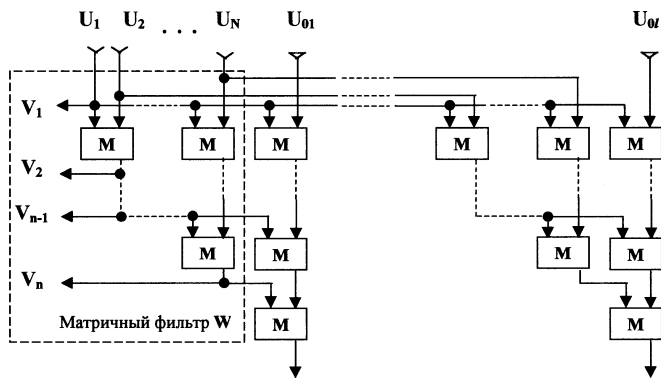 U1 U2 . . . UN U01 U0l
V1
M M M M M M
V2
Vn-1
M M M M
Vn
M M
Матричный фильтр W